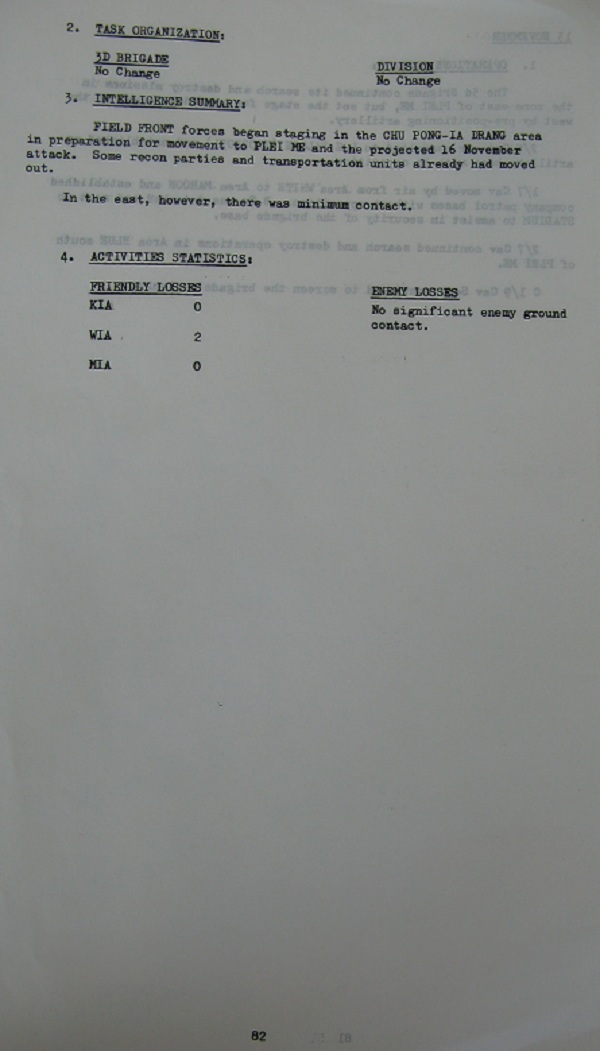 2. TASK ORGANIZATION:
3D BRIGADE
No Change
DIVISION
No Change
3. INTELLIGENCE SUMMARY:
FIELD FRONT forces began staging in the CHU PONG-IA DRANG area
in preparation for movement to PLEI ME and the projected 16 November
attack. Some recon parties and transportation units already had moved
out.
In the east, however, there was minimum contact.
4. ACTIVITIES STATISTICS:
FRIENDLY LOSSES
KIA 0
WIA 2
MIA 0
ENEMY LOSSES
No significant enemy ground
contact.
82